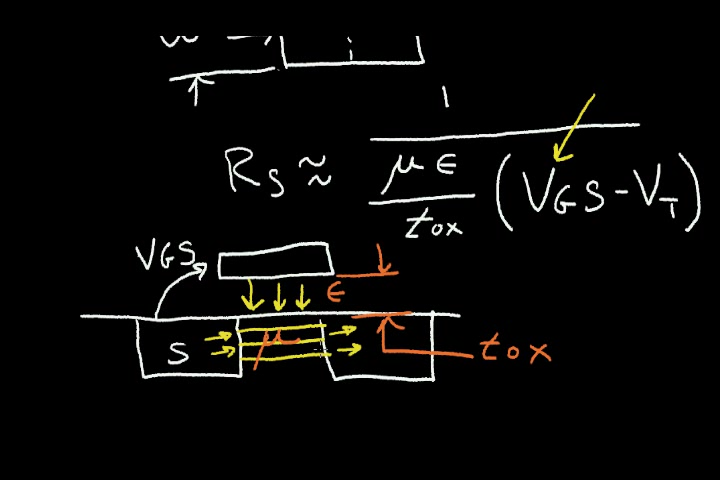 i
1
RS ≈ μ ϵ / tox (VGS - VT)
VGS
ϵ
S μ
tox